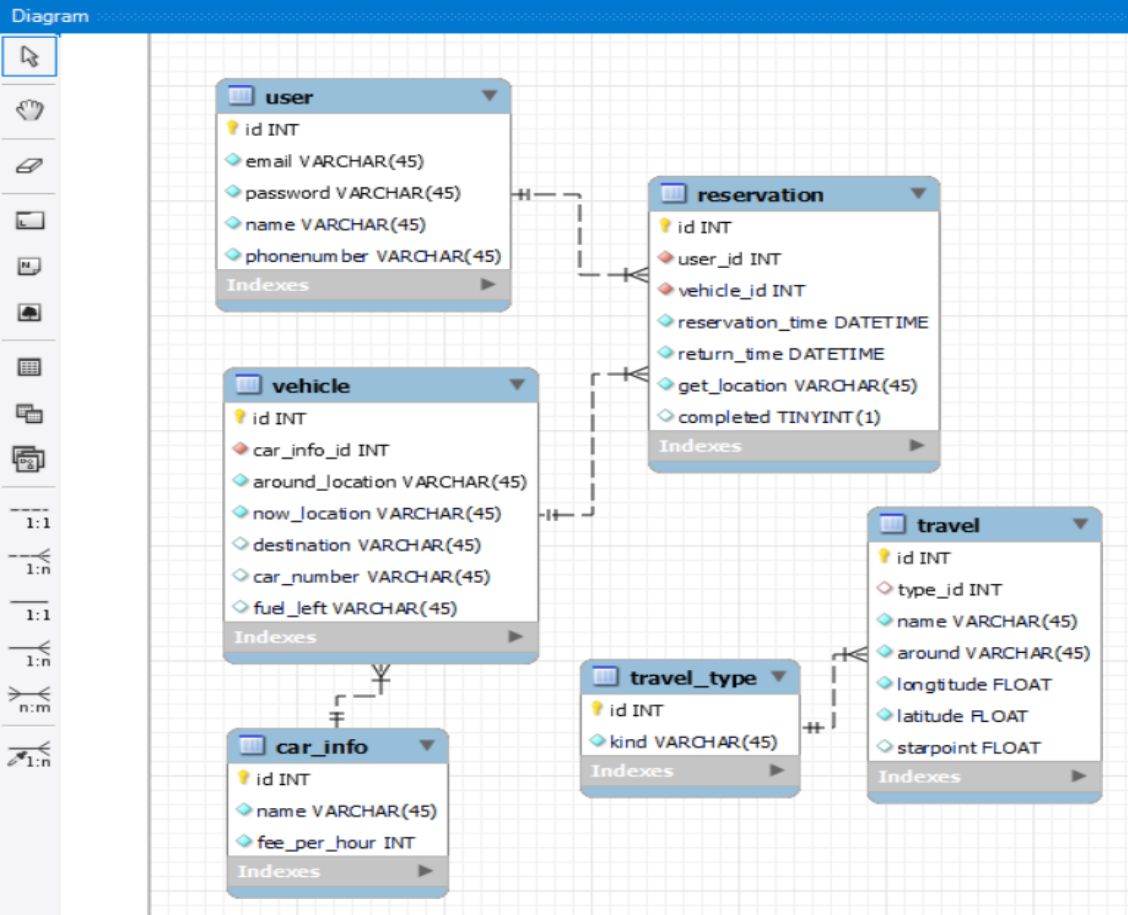 Diagram
user
id INT
email VARCHAR(45)
password VARCHAR(45)
name VARCHAR(45)
phonenumber VARCHAR(45)
Indexes
reservation
id INT
user_id INT
vehicle_id INT
reservation_time DATETIME
return_time DATETIME
get_location VARCHAR(45)
completed TINYINT(1)
Indexes
vehicle
id INT
car_info_id INT
around_location VARCHAR(45)
now_location VARCHAR(45)
destination VARCHAR(45)
car_number VARCHAR(45)
fuel_left VARCHAR(45)
Indexes
travel
id INT
type_id INT
name VARCHAR(45)
around VARCHAR(45)
longtitude FLOAT
latitude FLOAT
starpoint FLOAT
Indexes
travel_type
id INT
kind VARCHAR(45)
Indexes
car_info
id INT
name VARCHAR(45)
fee_per_hour INT
Indexes
1:1
1:n
1:1
1:n
n:m
1:n